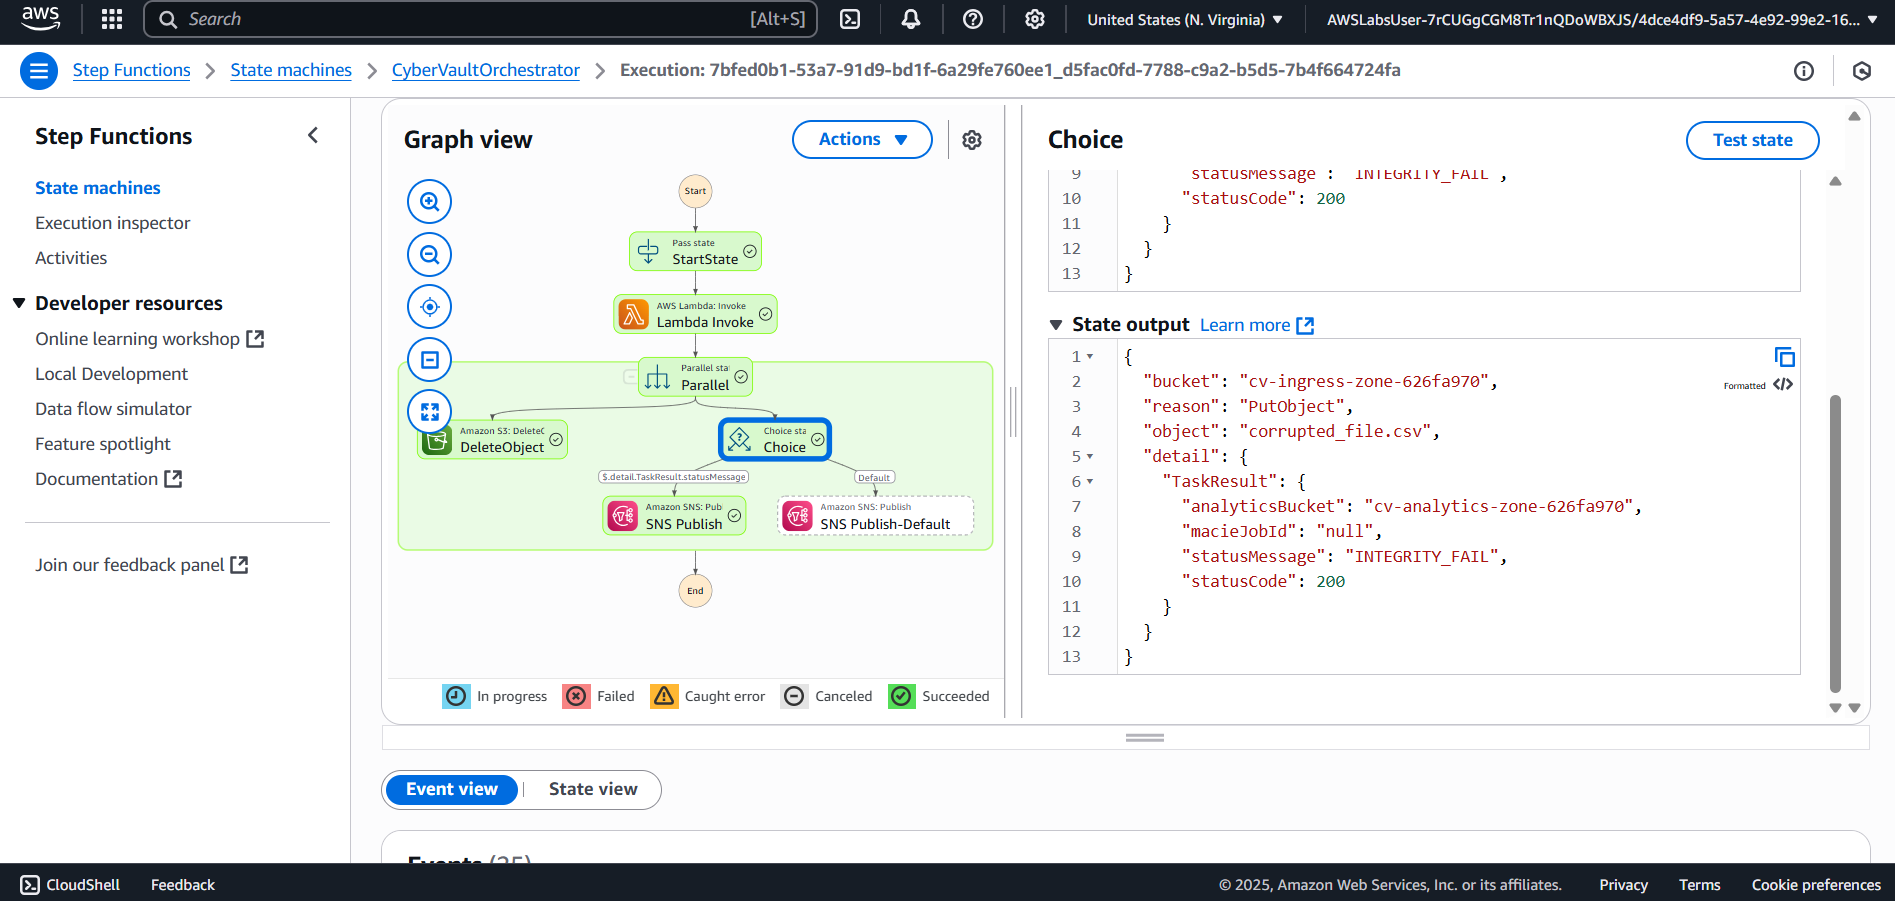 aws
Search [Alt+S] United States (N. Virginia) AWSLabsUser-7rCUGgCGM8Tr1nQDoWBXJS/4dce4df9-5a57-4e92-99e2-16...
Step Functions State machines CyberVaultOrchestrator Execution: 7bfed0b1-53a7-91d9-bd1f-6a29fe760ee1_d5fac0fd-7788-c9a2-b5d5-7b4f664724fa
Step Functions
State machines
Execution inspector
Activities
Developer resources
Online learning workshop
Local Development
Data flow simulator
Feature spotlight
Documentation
Join our feedback panel
Graph view
Actions
Start
Pass state
StartState
AWS Lambda: Invoke
Lambda Invoke
Parallel sta
Parallel
Amazon S3: DeleteO
DeleteObject
Choice sta
Choice
$.detail.TaskResult.statusMessage
Default
Amazon SNS: Publ
SNS Publish
Amazon SNS: Publish
SNS Publish-Default
End
In progress Failed Caught error Canceled Succeeded
Choice
Test state
9 statusMessage : INTEGRITY_FAIL ,
10 "statusCode": 200
11 }
12 }
13 }
State output Learn more
1 {
2 "bucket": "cv-ingress-zone-626fa970",
Formatted
3 "reason": "PutObject",
4 "object": "corrupted_file.csv",
5 "detail": {
6 "TaskResult": {
7 "analyticsBucket": "cv-analytics-zone-626fa970",
8 "macieJobId": "null",
9 "statusMessage": "INTEGRITY_FAIL",
10 "statusCode": 200
11 }
12 }
13 }
Event view State view
Events (25)
CloudShell Feedback © 2025, Amazon Web Services, Inc. or its affiliates. Privacy Terms Cookie preferences